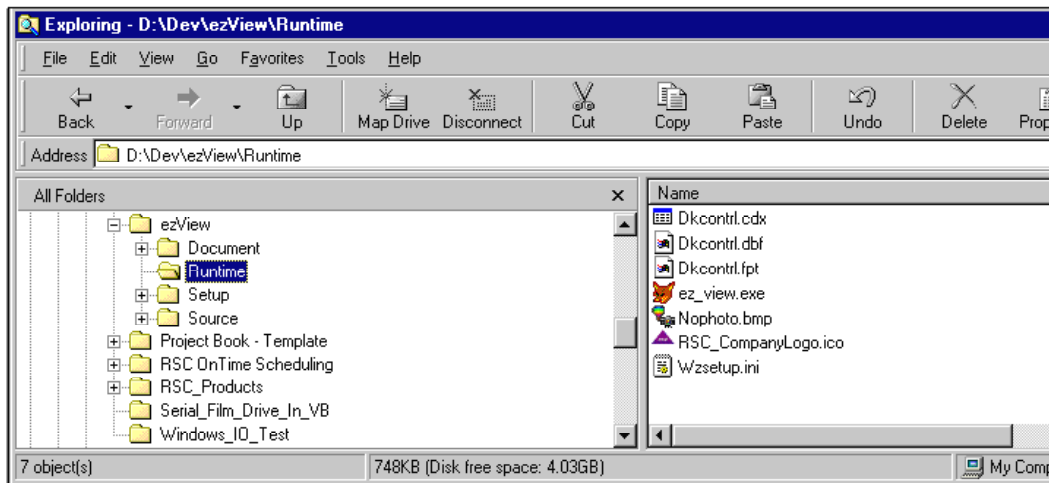 Exploring - D:\Dev\ezView\Runtime
File Edit View Go Favorites Tools Help
Back Forward Up Map Drive Disconnect Cut Copy Paste Undo Delete Prop
Address D:\Dev\ezView\Runtime
All Folders
ezView
Document
Runtime
Setup
Source
Project Book - Template
RSC OnTime Scheduling
RSC_Products
Serial_Film_Drive_In_VB
Windows_IO_Test
Name
Dkcontrl.cdx
Dkcontrl.dbf
Dkcontrl.fpt
ez_view.exe
Nophoto.bmp
RSC_CompanyLogo.ico
Wzsetup.ini
7 object(s) 748KB (Disk free space: 4.03GB) My Comp